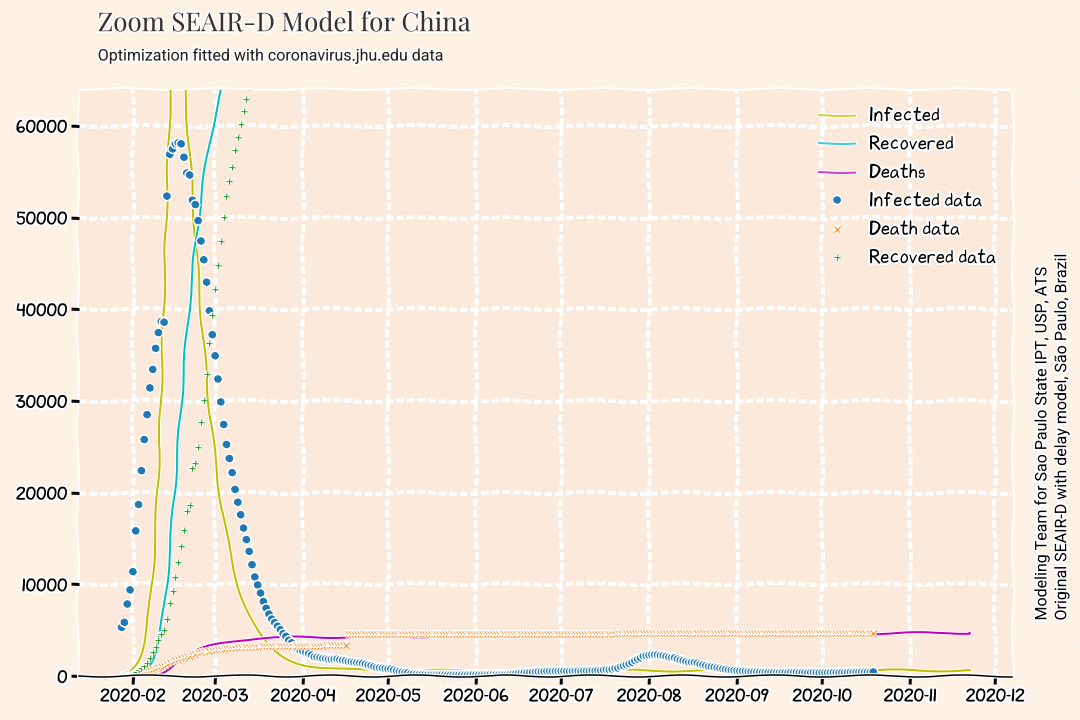 Zoom SEAIR-D Model for China
Optimization fitted with coronavirus.jhu.edu data
60000
50000
40000
30000
20000
10000
0
2020-02
2020-03
2020-04
2020-05
2020-06
2020-07
2020-08
2020-09
2020-10
2020-11
2020-12
Infected
Recovered
Deaths
Infected data
Death data
Recovered data
Modeling Team for Sao Paulo State IPT, USP, ATS
Original SEAIR-D with delay model, São Paulo, Brazil